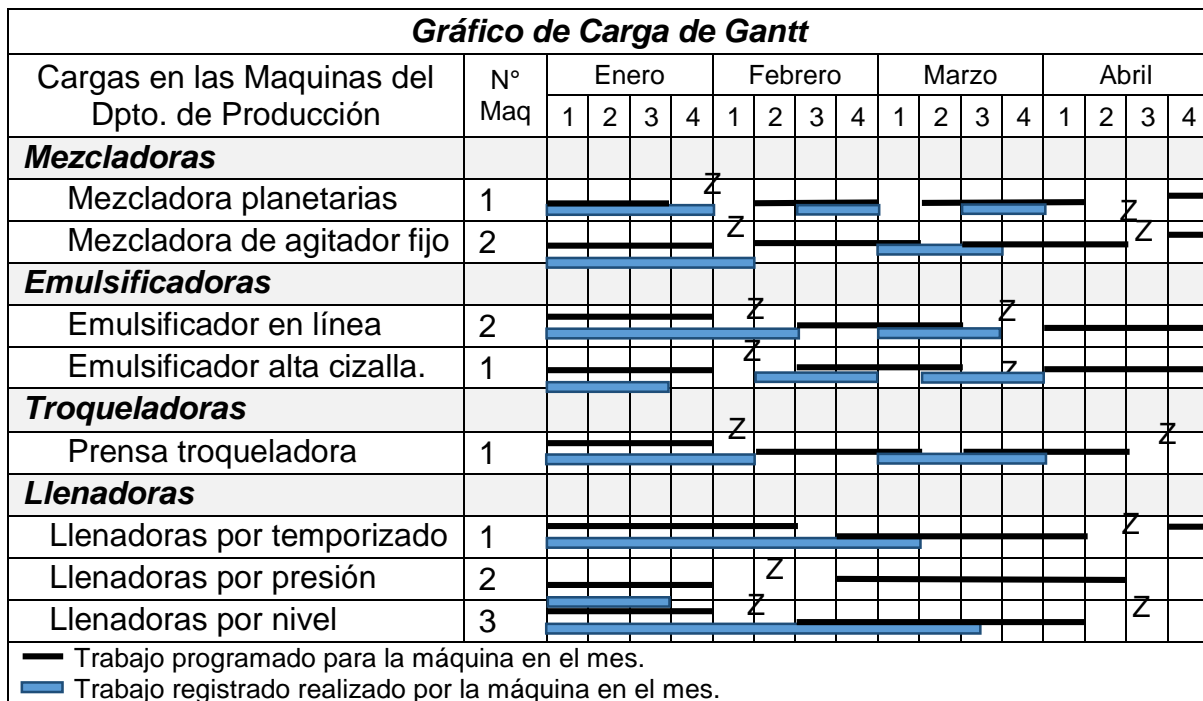 Gráfico de Carga de Gantt
Cargas en las Maquinas del
Dpto. de Producción
N°
Maq
Enero Febrero Marzo Abril
1 2 3 4 1 2 3 4 1 2 3 4 1 2 3 4
Mezcladoras
Z
Mezcladora planetarias 1
Z Z
Mezcladora de agitador fijo 2
Z
Emulsificadoras
Emulsificador en línea 2
Z Z
Emulsificador alta cizalla. 1
Z Z
Troqueladoras
Z Z
Prensa troqueladora 1
Llenadoras
Llenadoras por temporizado 1
Z
Llenadoras por presión 2
Z
Llenadoras por nivel 3
Z Z
Trabajo programado para la máquina en el mes.
Trabajo registrado realizado por la máquina en el mes.